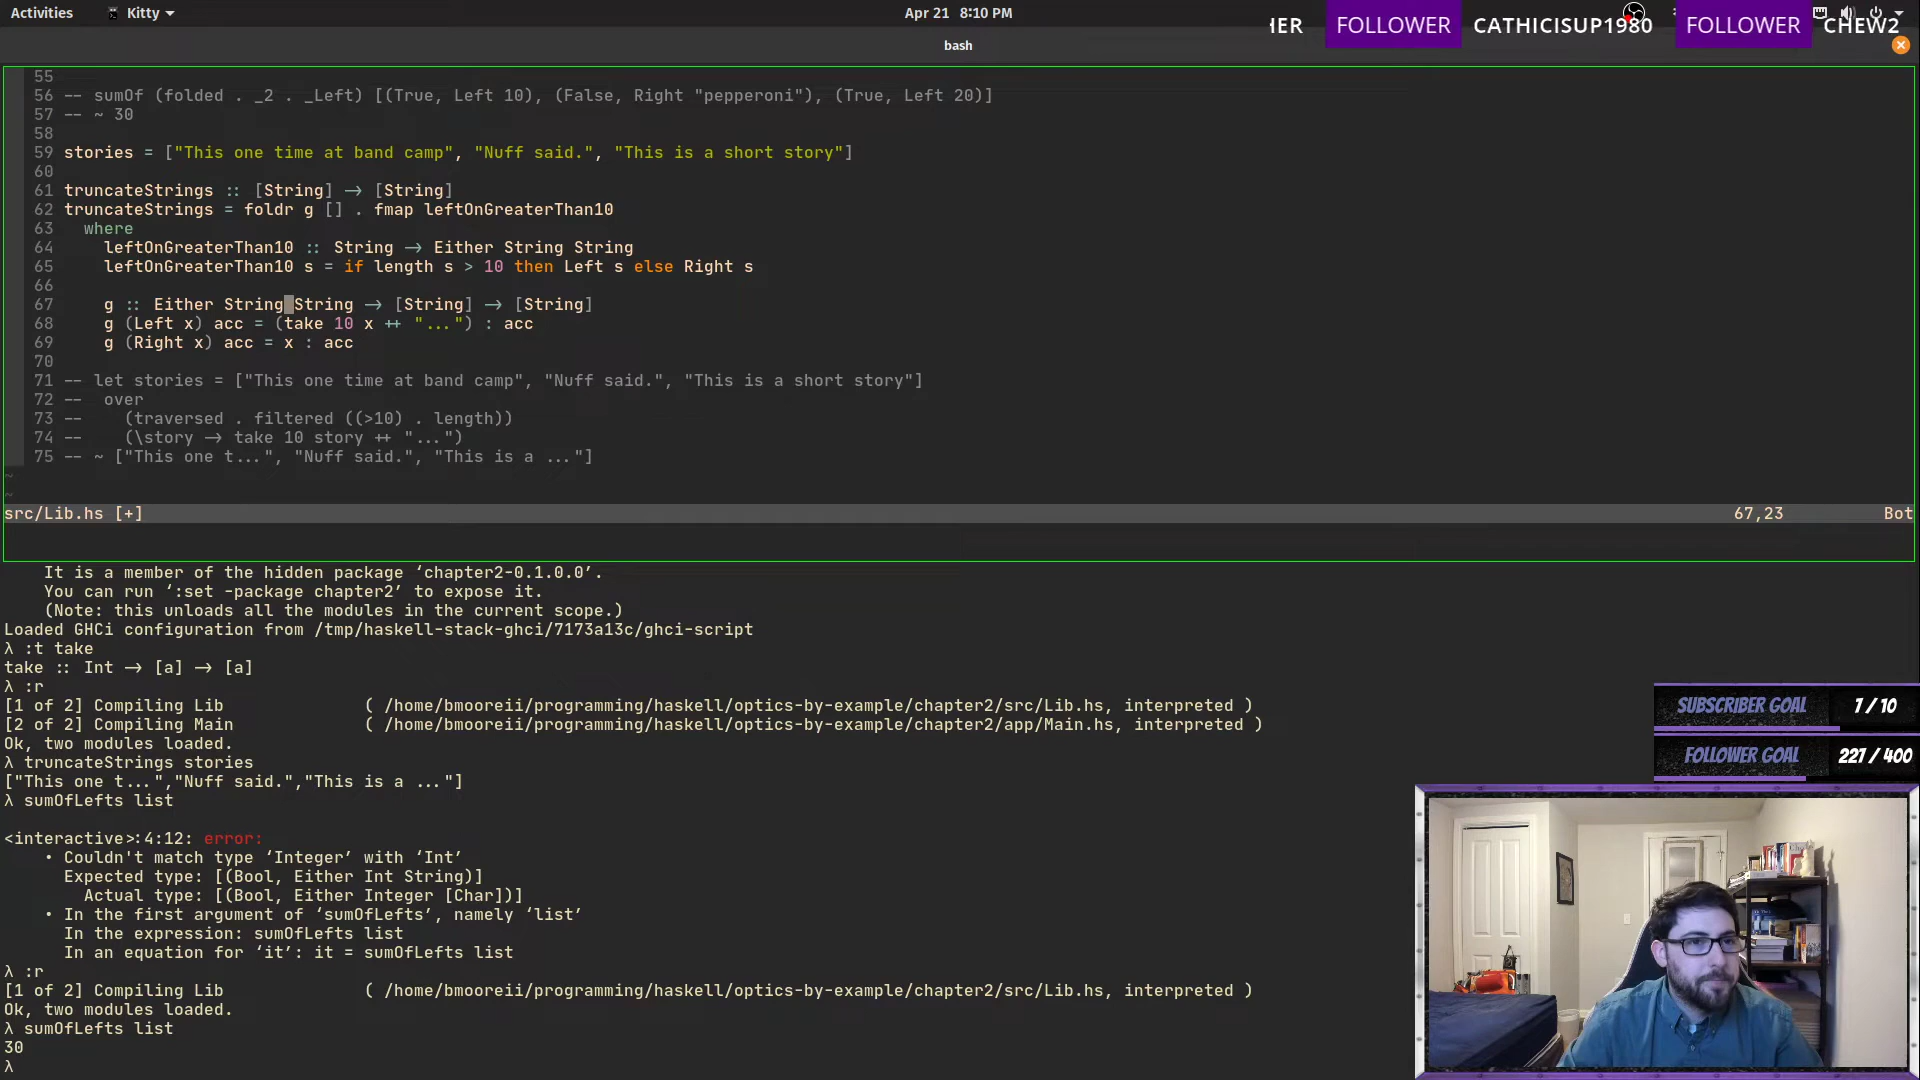 Activities
Kitty
Apr 21 8:10 PM
HER FOLLOWER CATHICISUP1980 FOLLOWER CHEW2
bash
55
56 -- sumOf (folded . _2 . _Left) [(True, Left 10), (False, Right "pepperoni"), (True, Left 20)]
57 -- ~ 30
58
59 stories = ["This one time at band camp", "Nuff said.", "This is a short story"]
60
61 truncateStrings :: [String] -> [String]
62 truncateStrings = foldr g [] . fmap leftOnGreaterThan10
63 where
64 leftOnGreaterThan10 :: String -> Either String String
65 leftOnGreaterThan10 s = if length s > 10 then Left s else Right s
66
67 g :: Either String String -> [String] -> [String]
68 g (Left x) acc = (take 10 x ++ "...") : acc
69 g (Right x) acc = x : acc
70
71 -- let stories = ["This one time at band camp", "Nuff said.", "This is a short story"]
72 -- over
73 -- (traversed . filtered ((>10) . length))
74 -- (\story -> take 10 story ++ "...")
75 -- ~ ["This one t...", "Nuff said.", "This is a ..."]
~
~
src/Lib.hs [+] 67,23 Bot
It is a member of the hidden package ‘chapter2-0.1.0.0’.
You can run ‘:set -package chapter2’ to expose it.
(Note: this unloads all the modules in the current scope.)
Loaded GHCi configuration from /tmp/haskell-stack-ghci/7173a13c/ghci-script
λ :t take
take :: Int -> [a] -> [a]
λ :r
[1 of 2] Compiling Lib ( /home/bmooreii/programming/haskell/optics-by-example/chapter2/src/Lib.hs, interpreted )
[2 of 2] Compiling Main ( /home/bmooreii/programming/haskell/optics-by-example/chapter2/app/Main.hs, interpreted )
Ok, two modules loaded.
λ truncateStrings stories
["This one t...","Nuff said.","This is a ..."]
λ sumOfLefts list
<interactive>:4:12: error:
• Couldn't match type ‘Integer’ with ‘Int’
Expected type: [(Bool, Either Int String)]
Actual type: [(Bool, Either Integer [Char])]
• In the first argument of ‘sumOfLefts’, namely ‘list’
In the expression: sumOfLefts list
In an equation for ‘it’: it = sumOfLefts list
λ :r
[1 of 2] Compiling Lib ( /home/bmooreii/programming/haskell/optics-by-example/chapter2/src/Lib.hs, interpreted )
Ok, two modules loaded.
λ sumOfLefts list
30
λ
SUBSCRIBER GOAL 7 / 10
FOLLOWER GOAL 227 / 400